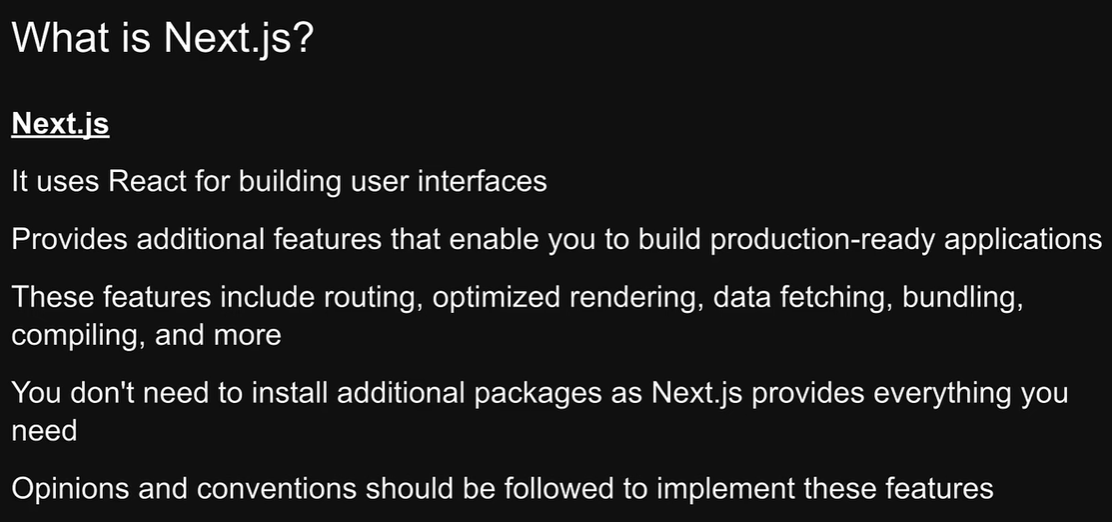 What is Next.js?
Next.js
It uses React for building user interfaces
Provides additional features that enable you to build production-ready applications
These features include routing, optimized rendering, data fetching, bundling,
compiling, and more
You don't need to install additional packages as Next.js provides everything you
need
Opinions and conventions should be followed to implement these features